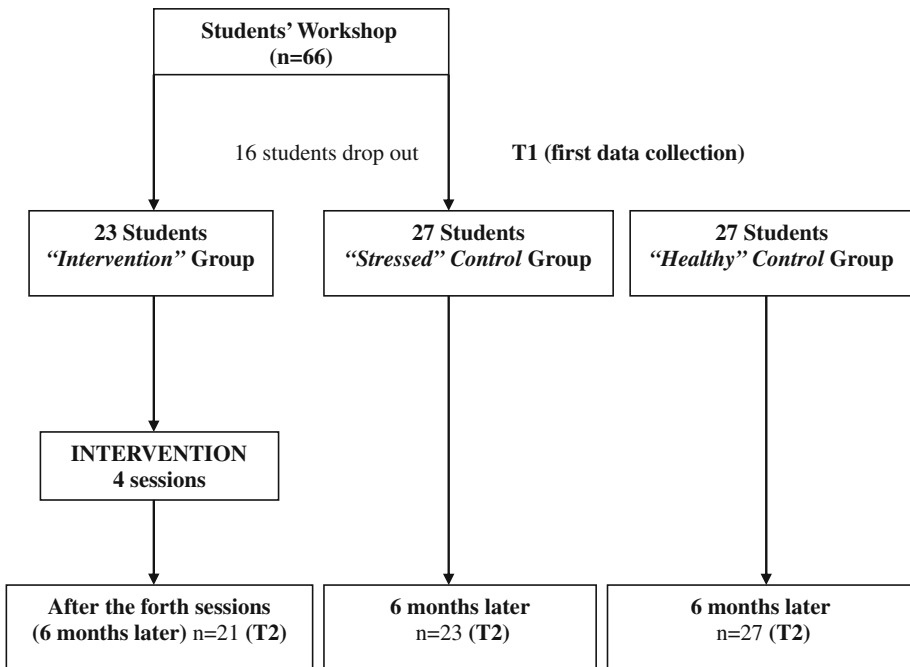 Students’ Workshop
(n=66)
16 students drop out
T1 (first data collection)
23 Students
“Intervention” Group
27 Students
“Stressed” Control Group
27 Students
“Healthy” Control Group
INTERVENTION
4 sessions
After the forth sessions
(6 months later) n=21 (T2)
6 months later
n=23 (T2)
6 months later
n=27 (T2)